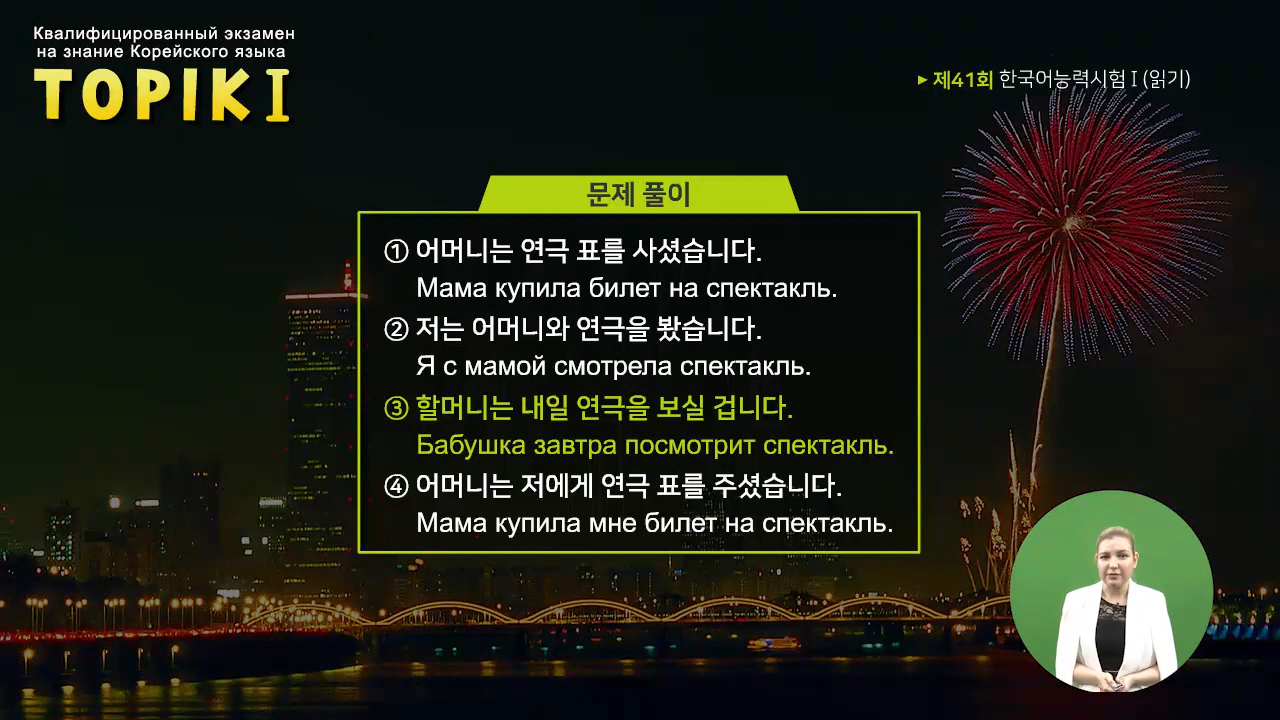 Квалифицированный экзамен
на знание Корейского языка
TOPIK I
▸ 제41회 한국어능력시험 I (읽기)
문제 풀이
① 어머니는 연극 표를 사셨습니다.
Мама купила билет на спектакль.
② 저는 어머니와 연극을 봤습니다.
Я с мамой смотрела спектакль.
③ 할머니는 내일 연극을 보실 겁니다.
Бабушка завтра посмотрит спектакль.
④ 어머니는 저에게 연극 표를 주셨습니다.
Мама купила мне билет на спектакль.